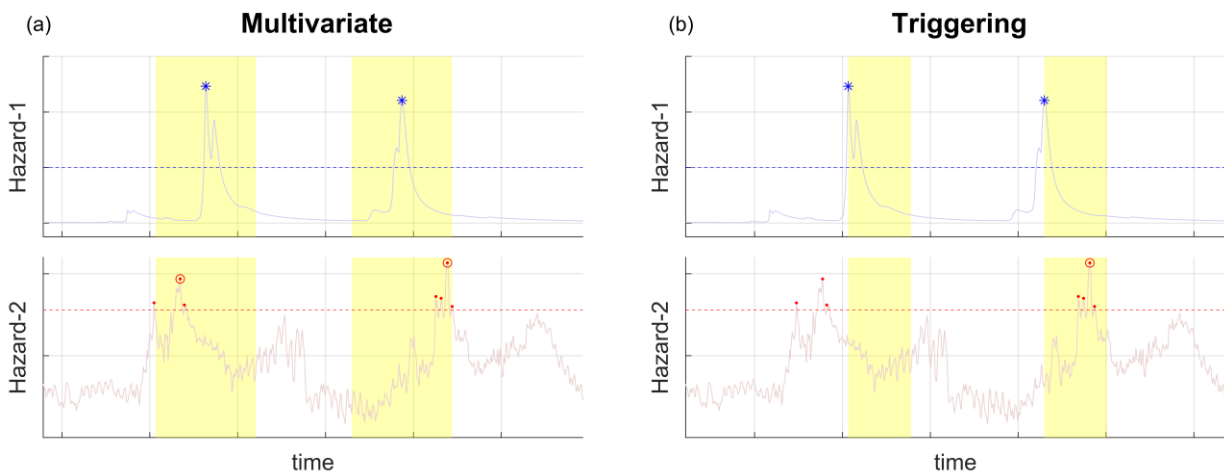 (a)
Multivariate
Hazard-1
Hazard-2
time
(b)
Triggering
Hazard-1
Hazard-2
time